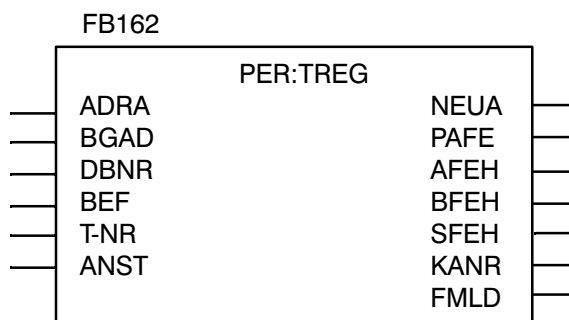 FB162
PER:TREG
ADRA NEUA
BGAD PAFE
DBNR AFEH
BEF BFEH
T-NR SFEH
ANST KANR
FMLD